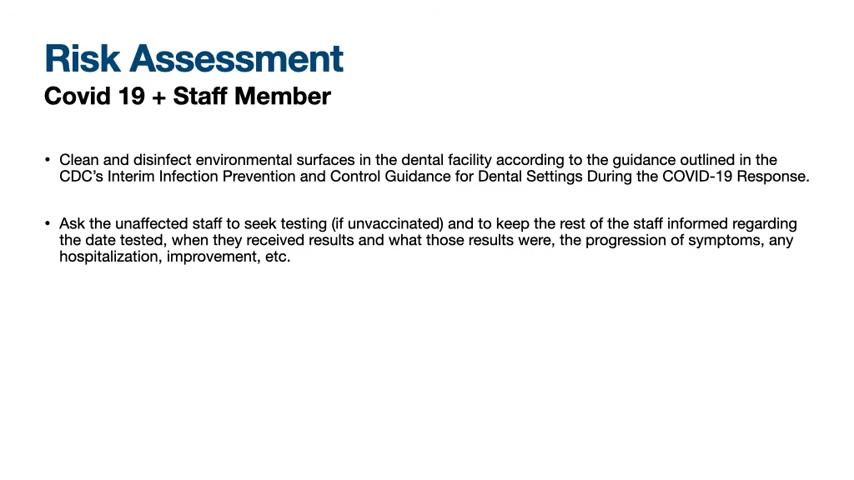 Risk Assessment
Covid 19 + Staff Member
• Clean and disinfect environmental surfaces in the dental facility according to the guidance outlined in the
CDC's Interim Infection Prevention and Control Guidance for Dental Settings During the COVID-19 Response.
• Ask the unaffected staff to seek testing (if unvaccinated) and to keep the rest of the staff informed regarding
the date tested, when they received results and what those results were, the progression of symptoms, any
hospitalization, improvement, etc.